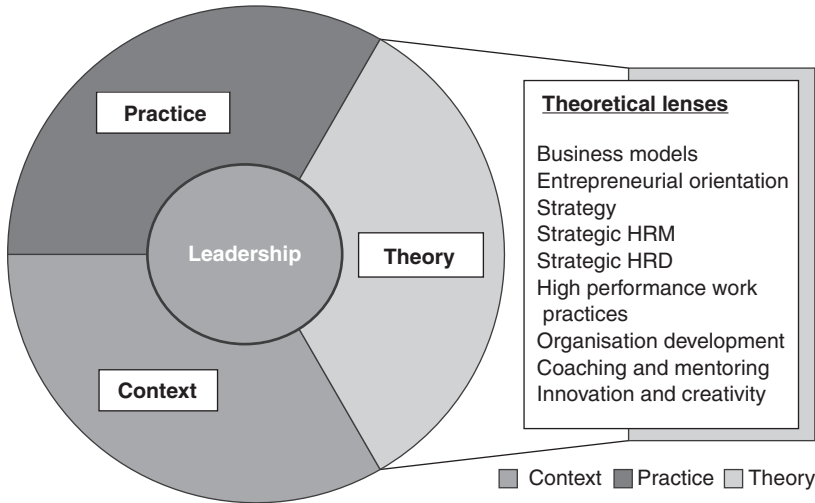 Practice
Leadership
Theory
Context
Theoretical lenses
Business models
Entrepreneurial orientation
Strategy
Strategic HRM
Strategic HRD
High performance work
practices
Organisation development
Coaching and mentoring
Innovation and creativity
Context Practice Theory